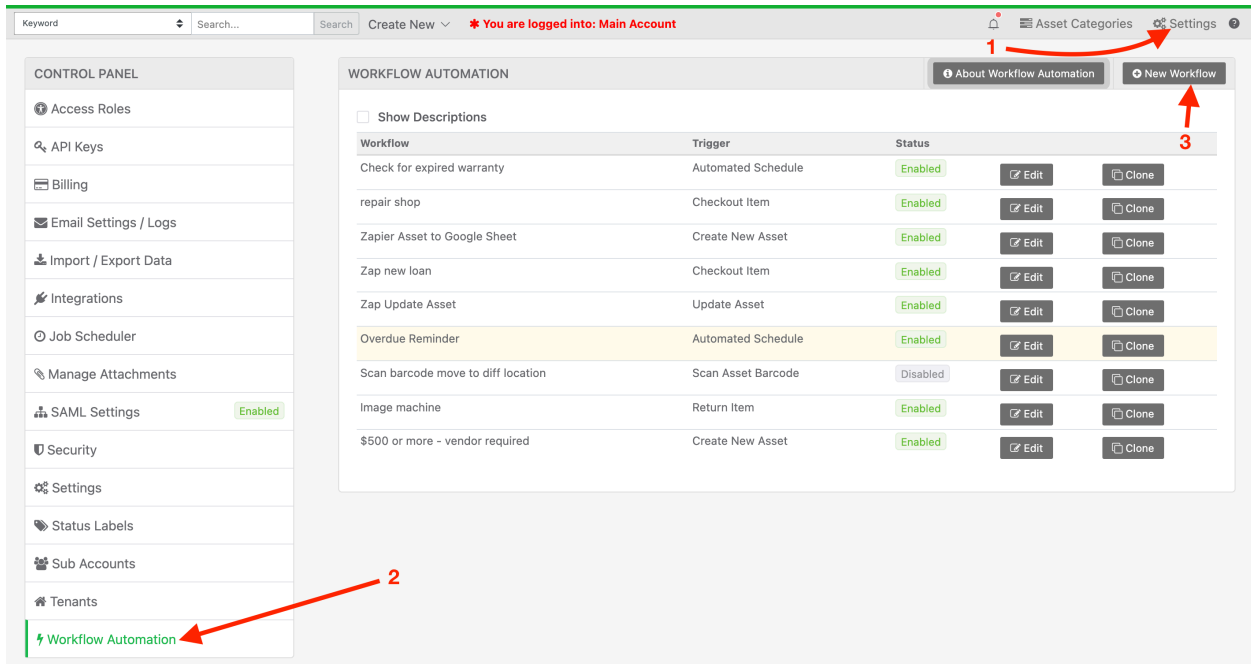 Keyword Search... Search Create New ✱ You are logged into: Main Account Asset Categories Settings ?
1
CONTROL PANEL
Access Roles
API Keys
Billing
Email Settings / Logs
Import / Export Data
Integrations
Job Scheduler
Manage Attachments
SAML Settings Enabled
Security
Settings
Status Labels
Sub Accounts
Tenants
Workflow Automation
2
WORKFLOW AUTOMATION About Workflow Automation New Workflow
3
Show Descriptions
Workflow Trigger Status
Check for expired warranty Automated Schedule Enabled Edit Clone
repair shop Checkout Item Enabled Edit Clone
Zapier Asset to Google Sheet Create New Asset Enabled Edit Clone
Zap new loan Checkout Item Enabled Edit Clone
Zap Update Asset Update Asset Enabled Edit Clone
Overdue Reminder Automated Schedule Enabled Edit Clone
Scan barcode move to diff location Scan Asset Barcode Disabled Edit Clone
Image machine Return Item Enabled Edit Clone
$500 or more - vendor required Create New Asset Enabled Edit Clone